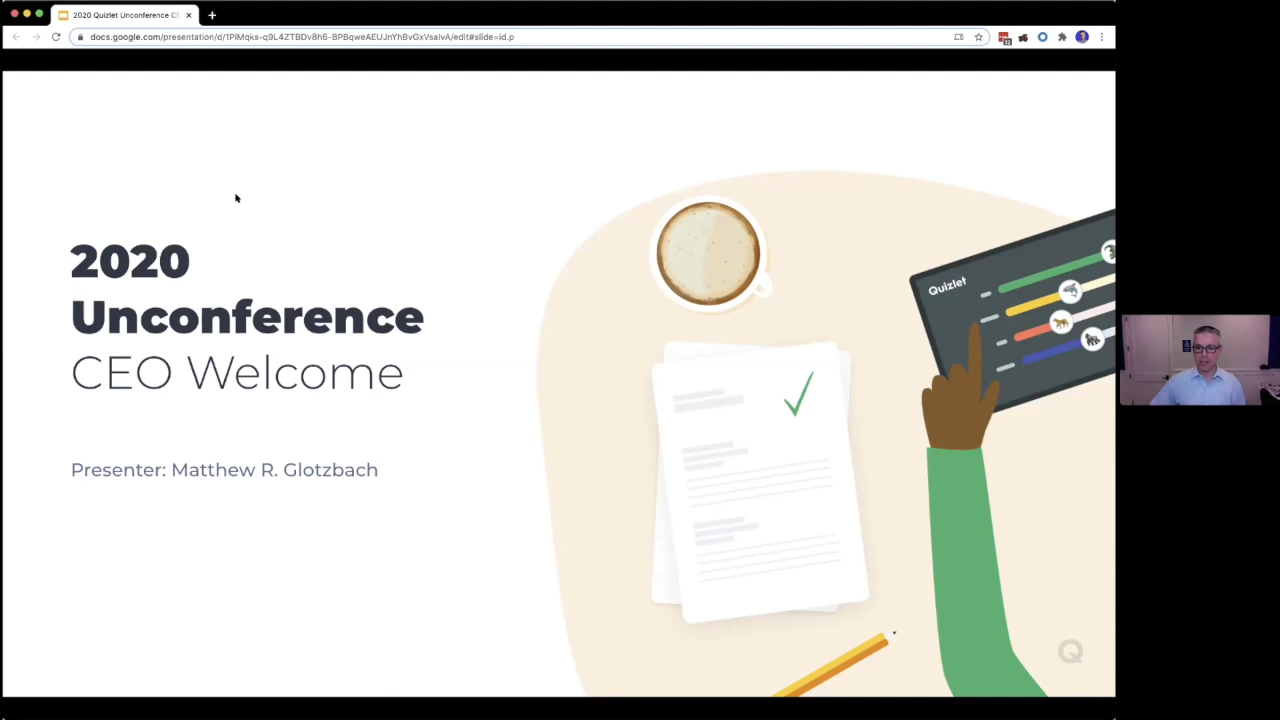 2020 Quizlet Unconference C
docs.google.com/presentation/d/1PiMqks-q9L4ZTBDv8h6-BPBqweAEUJnYhBvGxVsaIvA/edit#slide=id.p
2020
Unconference
CEO Welcome
Presenter: Matthew R. Glotzbach
Quizlet
Q